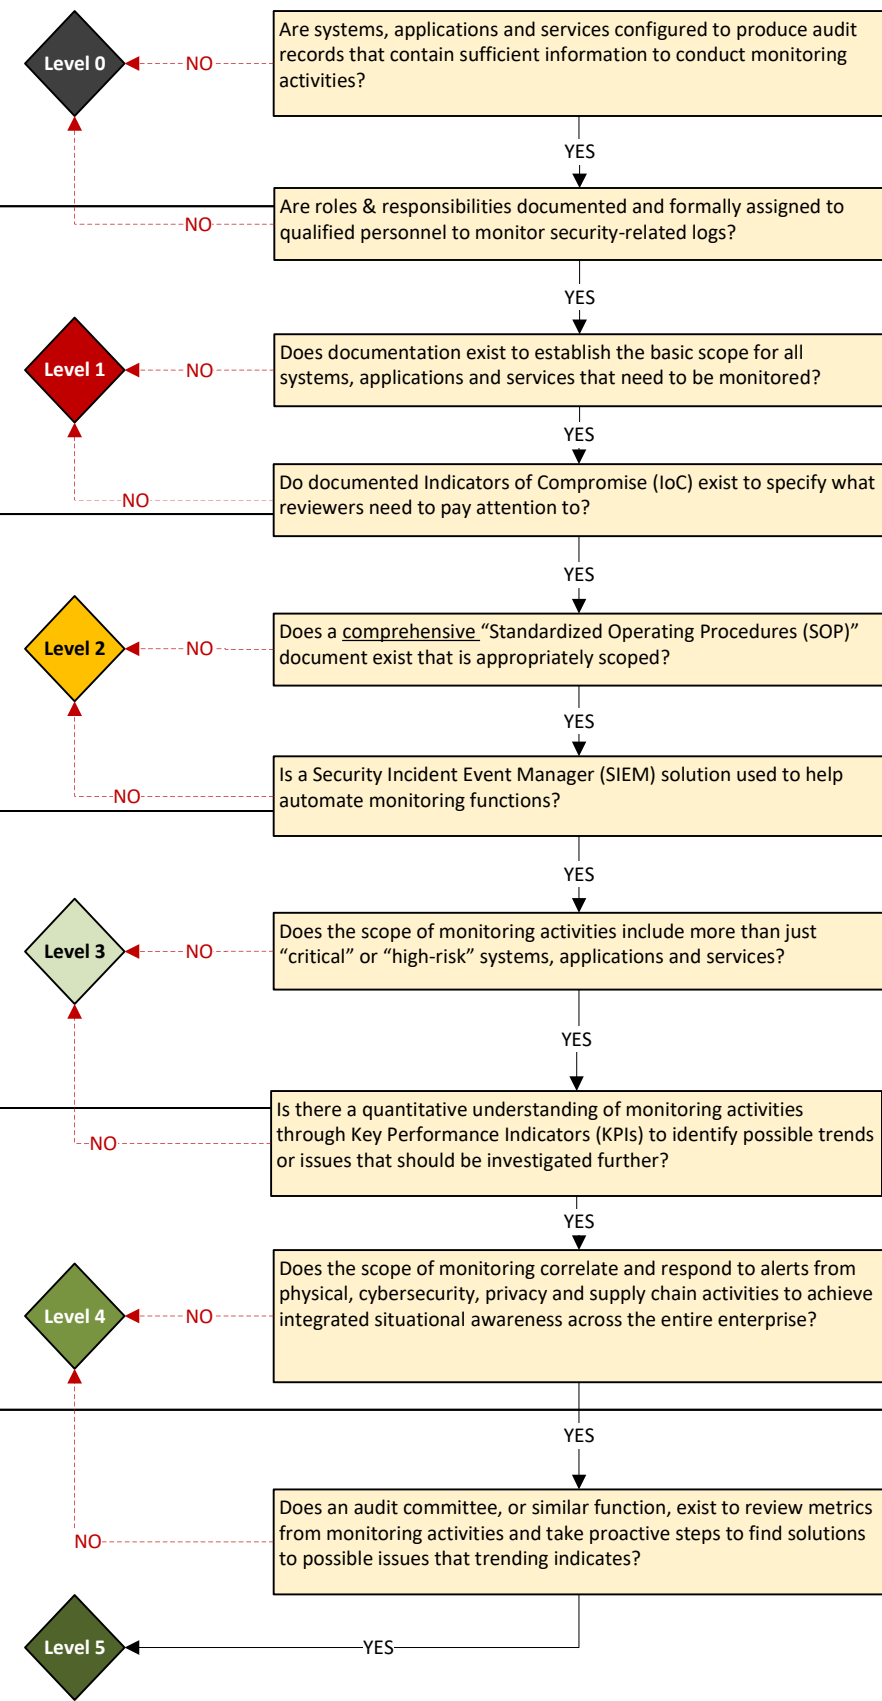 Are systems, applications and services configured to produce audit
records that contain sufficient information to conduct monitoring
activities?
Level 0
NO
YES
Are roles & responsibilities documented and formally assigned to
qualified personnel to monitor security-related logs?
NO
YES
Does documentation exist to establish the basic scope for all
systems, applications and services that need to be monitored?
Level 1
NO
YES
Do documented Indicators of Compromise (IoC) exist to specify what
reviewers need to pay attention to?
NO
YES
Does a comprehensive “Standardized Operating Procedures (SOP)”
document exist that is appropriately scoped?
Level 2
NO
YES
Is a Security Incident Event Manager (SIEM) solution used to help
automate monitoring functions?
NO
YES
Does the scope of monitoring activities include more than just
“critical” or “high-risk” systems, applications and services?
Level 3
NO
YES
Is there a quantitative understanding of monitoring activities
through Key Performance Indicators (KPIs) to identify possible trends
or issues that should be investigated further?
NO
YES
Does the scope of monitoring correlate and respond to alerts from
physical, cybersecurity, privacy and supply chain activities to achieve
integrated situational awareness across the entire enterprise?
Level 4
NO
YES
Does an audit committee, or similar function, exist to review metrics
from monitoring activities and take proactive steps to find solutions
to possible issues that trending indicates?
NO
Level 5
YES